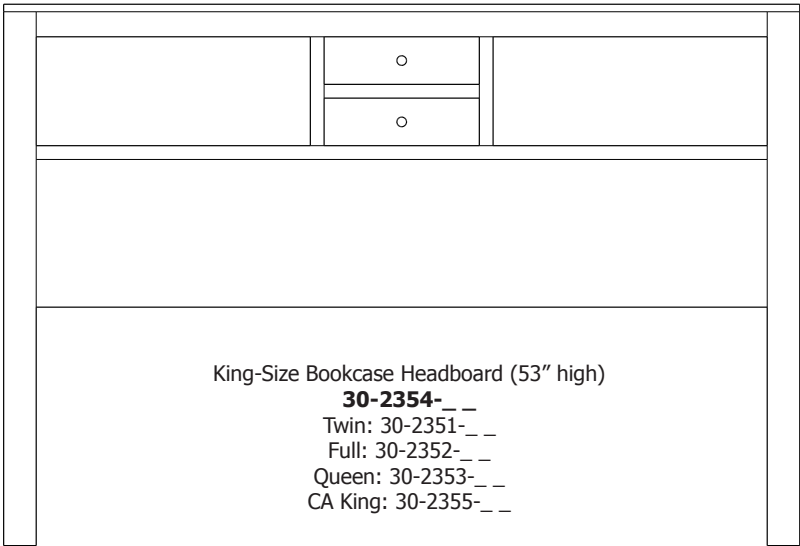 King-Size Bookcase Headboard (53” high)
30-2354-_ _
Twin: 30-2351-_ _
Full: 30-2352-_ _
Queen: 30-2353-_ _
CA King: 30-2355-_ _